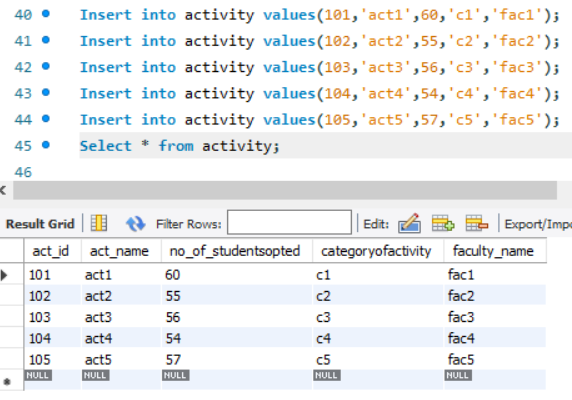 40 Insert into activity values(101,'act1',60,'c1','fac1');
41 Insert into activity values(102,'act2',55,'c2','fac2');
42 Insert into activity values(103,'act3',56,'c3','fac3');
43 Insert into activity values(104,'act4',54,'c4','fac4');
44 Insert into activity values(105,'act5',57,'c5','fac5');
45 Select * from activity;
46
Result Grid Filter Rows: Edit: Export/Impo
act_id act_name no_of_studentsopted categoryofactivity faculty_name
101 act1 60 c1 fac1
102 act2 55 c2 fac2
103 act3 56 c3 fac3
104 act4 54 c4 fac4
105 act5 57 c5 fac5
NULL NULL NULL NULL NULL